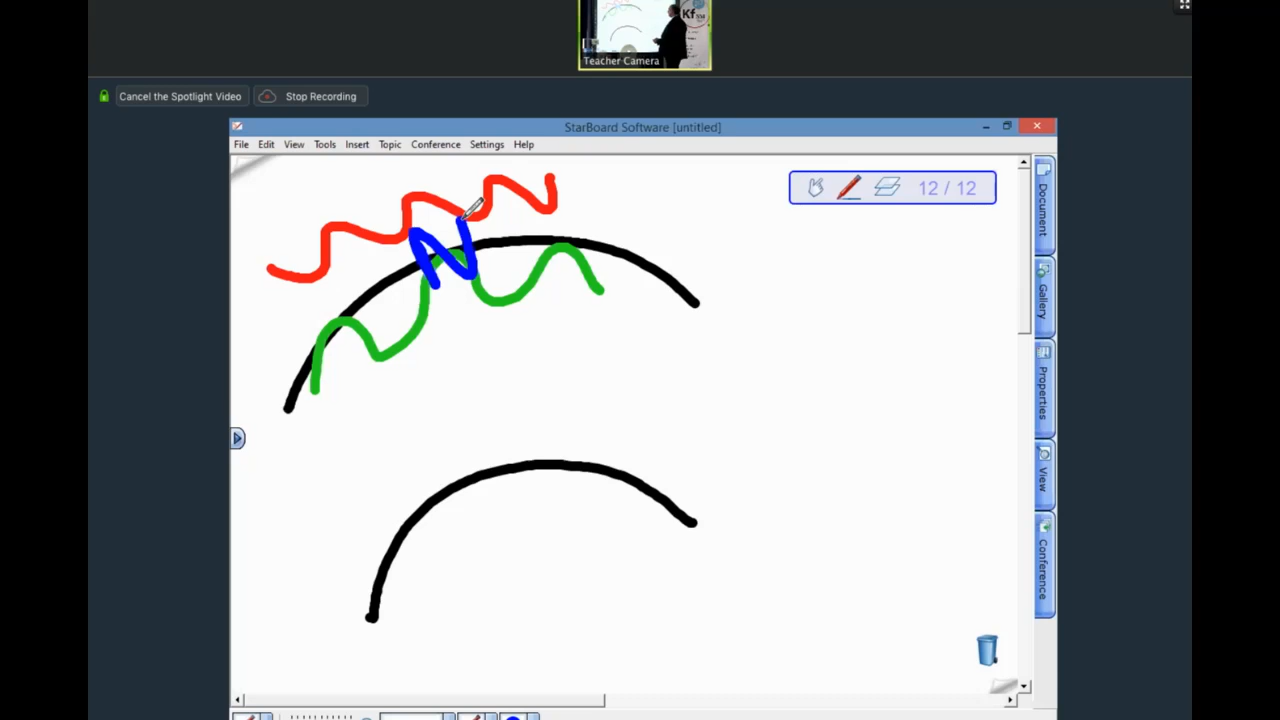 Kf
Teacher Camera
Cancel the Spotlight Video
Stop Recording
StarBoard Software [untitled]
File Edit View Tools Insert Topic Conference Settings Help
12 / 12
Document
Gallery
Properties
View
Conference
N